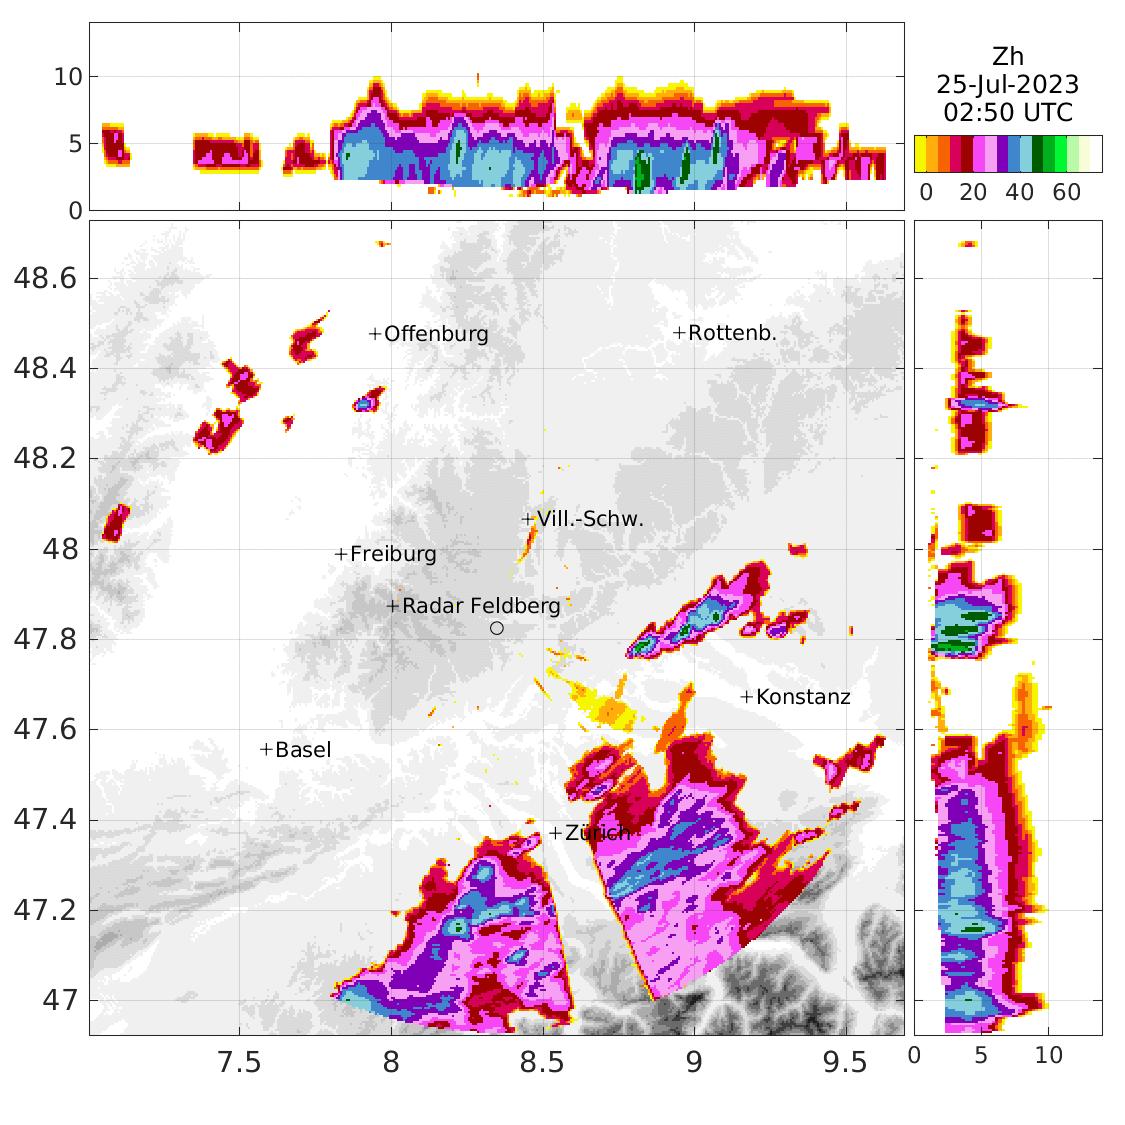 Zh
25-Jul-2023
02:50 UTC
10
5
0
0 20 40 60
48.6
Offenburg
Rottenb.
48.4
48.2
Vill.-Schw.
48
Freiburg
Radar Feldberg
47.8
Konstanz
47.6
Basel
47.4
Zürich
47.2
47
7.5 8 8.5 9 9.5
0 5 10